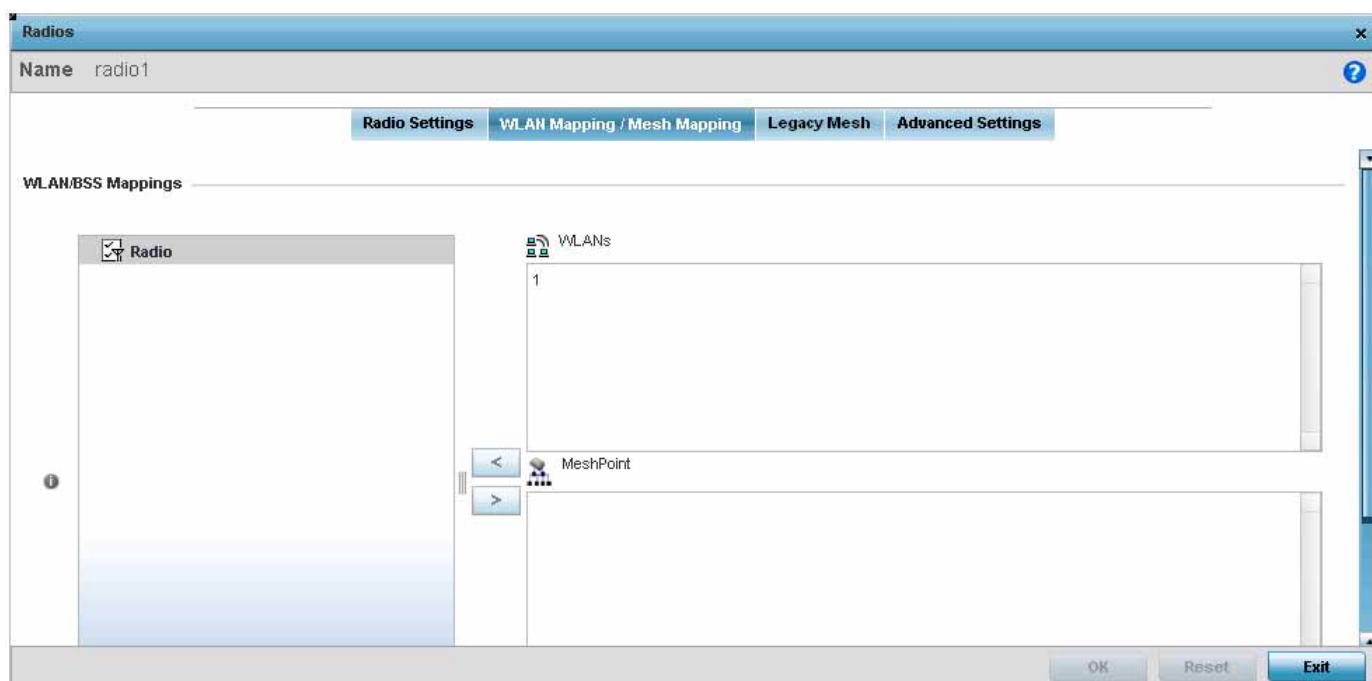 Radios
Name radio1
Radio Settings WLAN Mapping / Mesh Mapping Legacy Mesh Advanced Settings
WLAN/BSS Mappings
Radio
WLANs
1
<
>
MeshPoint
OK Reset Exit